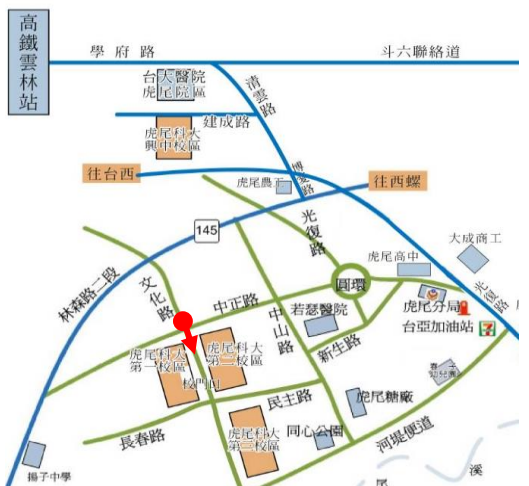 高鐵雲林站
學府路
斗六聯絡道
台大醫院
虎尾院區
清雲路
建成路
虎尾科大
興中校區
博愛路
往台西
虎尾農工
往西螺
145
光復路
大成商工
虎尾高中
林森路二段
文化路
圓環
光復路
中正路
中山路
若瑟醫院
虎尾分局
台亞加油站
7
新生路
虎尾科大
第一校區
虎尾科大
第二校區
校門口
幼兒園
民主路
虎尾糖廠
長春路
虎尾科大
第三校區
同心公園
河堤便道
揚子中學
尾
溪